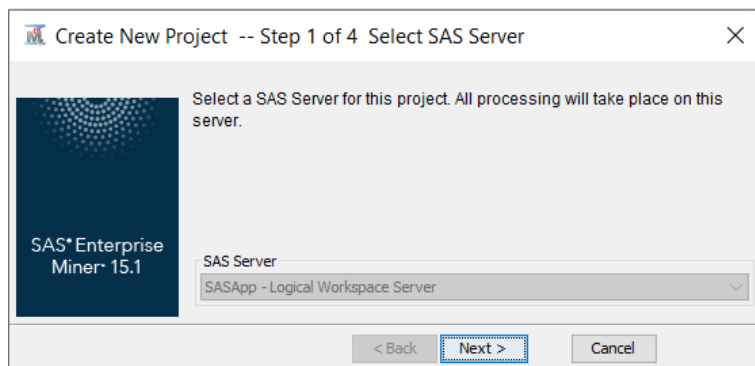 Create New Project -- Step 1 of 4 Select SAS Server
Select a SAS Server for this project. All processing will take place on this
server.
SAS® Enterprise
Miner™ 15.1
SAS Server
SASApp - Logical Workspace Server
< Back
Next >
Cancel